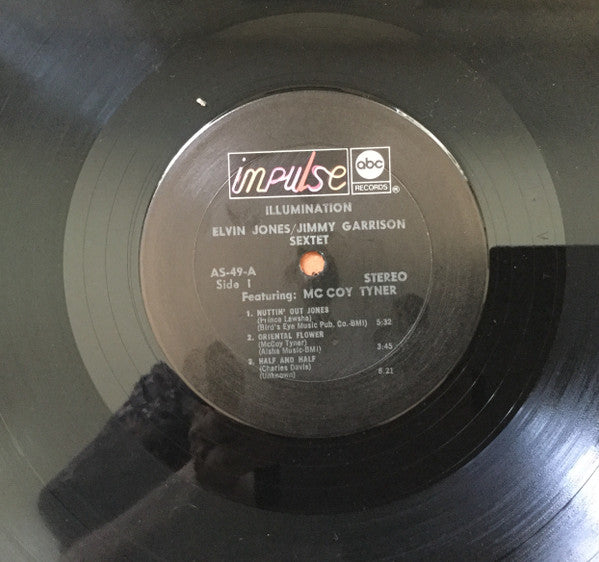 impulse abc RECORDS ®
ILLUMINATION
ELVIN JONES/JIMMY GARRISON
SEXTET
AS-49-A STEREO
Side 1
Featuring: MC COY TYNER
1. NUTTIN' OUT JONES
(Prince Lawsha)
(Bird's Eye Music Pub. Co.-BMI) 5:32
2. ORIENTAL FLOWER
(McCoy Tyner)
(Aisha Music-BMI) 3:45
3. HALF AND HALF
(Charles Davis)
(Unknown) 6.21